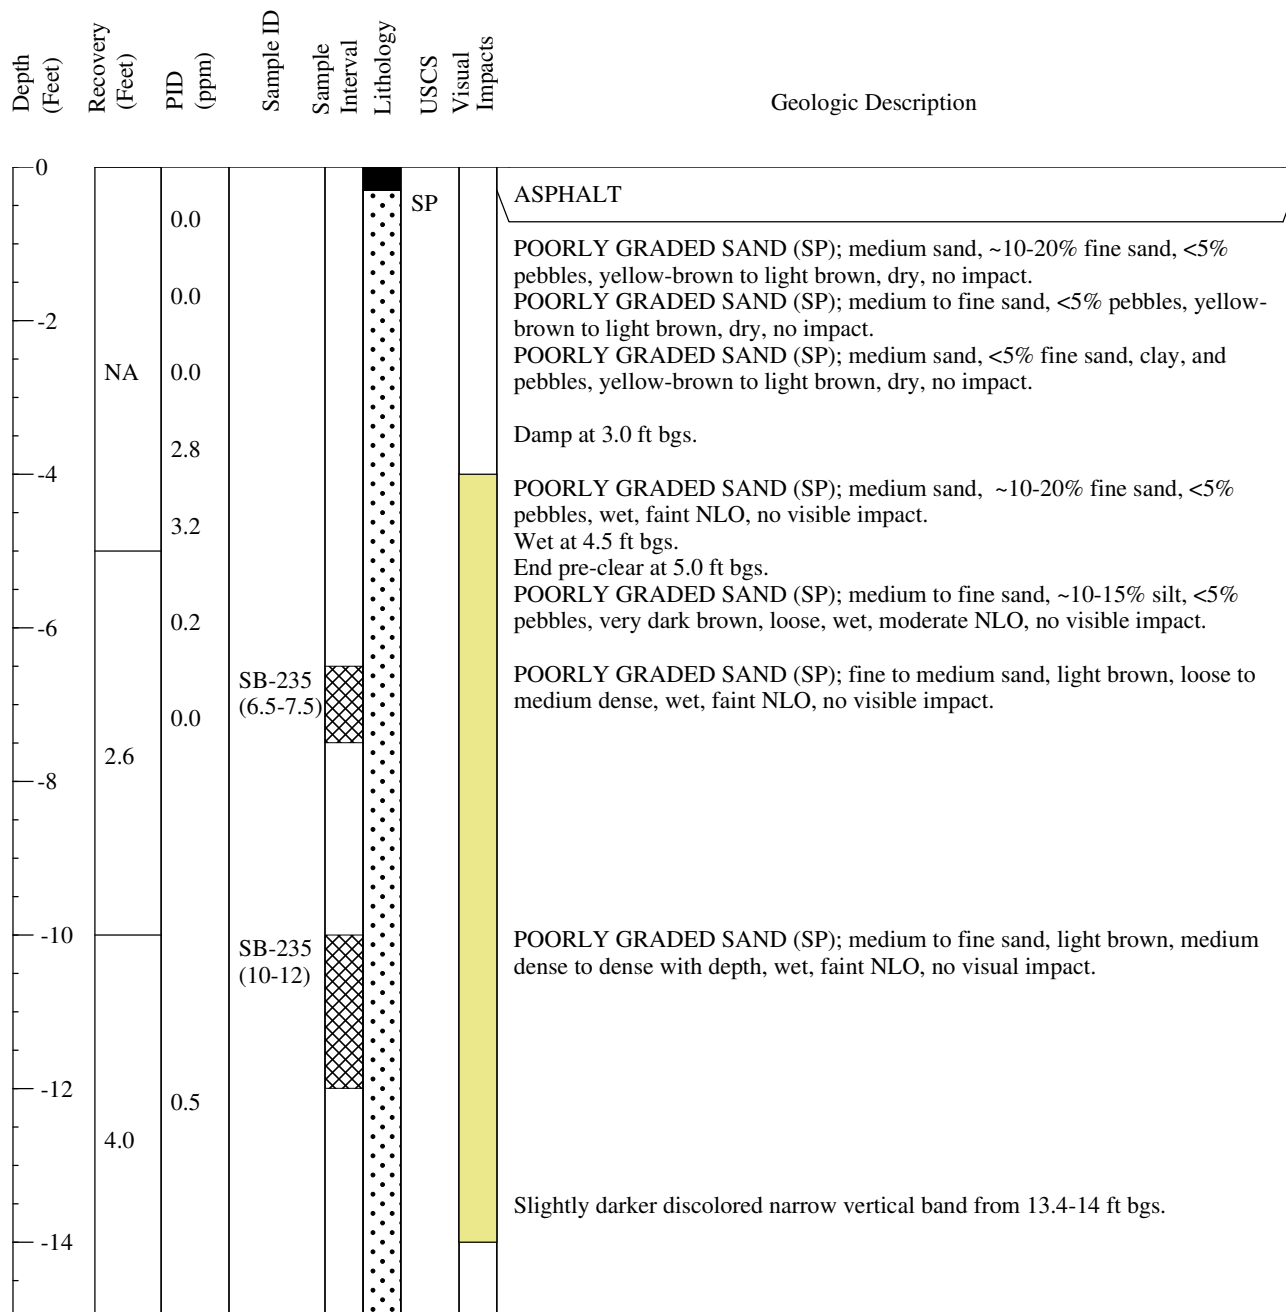 Depth
(Feet)
Recovery
(Feet)
PID
(ppm)
Sample ID
Sample
Interval
Lithology
USCS
Visual
Impacts
Geologic Description
0
ASPHALT
SP
0.0
POORLY GRADED SAND (SP); medium sand, ~10-20% fine sand, <5%
pebbles, yellow-brown to light brown, dry, no impact.
0.0
POORLY GRADED SAND (SP); medium to fine sand, <5% pebbles, yellow-
brown to light brown, dry, no impact.
-2
POORLY GRADED SAND (SP); medium sand, <5% fine sand, clay, and
pebbles, yellow-brown to light brown, dry, no impact.
NA
0.0
Damp at 3.0 ft bgs.
2.8
-4
POORLY GRADED SAND (SP); medium sand,  ~10-20% fine sand, <5%
pebbles, wet, faint NLO, no visible impact.
3.2
Wet at 4.5 ft bgs.
End pre-clear at 5.0 ft bgs.
POORLY GRADED SAND (SP); medium to fine sand, ~10-15% silt, <5%
pebbles, very dark brown, loose, wet, moderate NLO, no visible impact.
0.2
-6
SB-235
(6.5-7.5)
POORLY GRADED SAND (SP); fine to medium sand, light brown, loose to
medium dense, wet, faint NLO, no visible impact.
0.0
2.6
-8
-10
SB-235
(10-12)
POORLY GRADED SAND (SP); medium to fine sand, light brown, medium
dense to dense with depth, wet, faint NLO, no visual impact.
-12
0.5
4.0
Slightly darker discolored narrow vertical band from 13.4-14 ft bgs.
-14